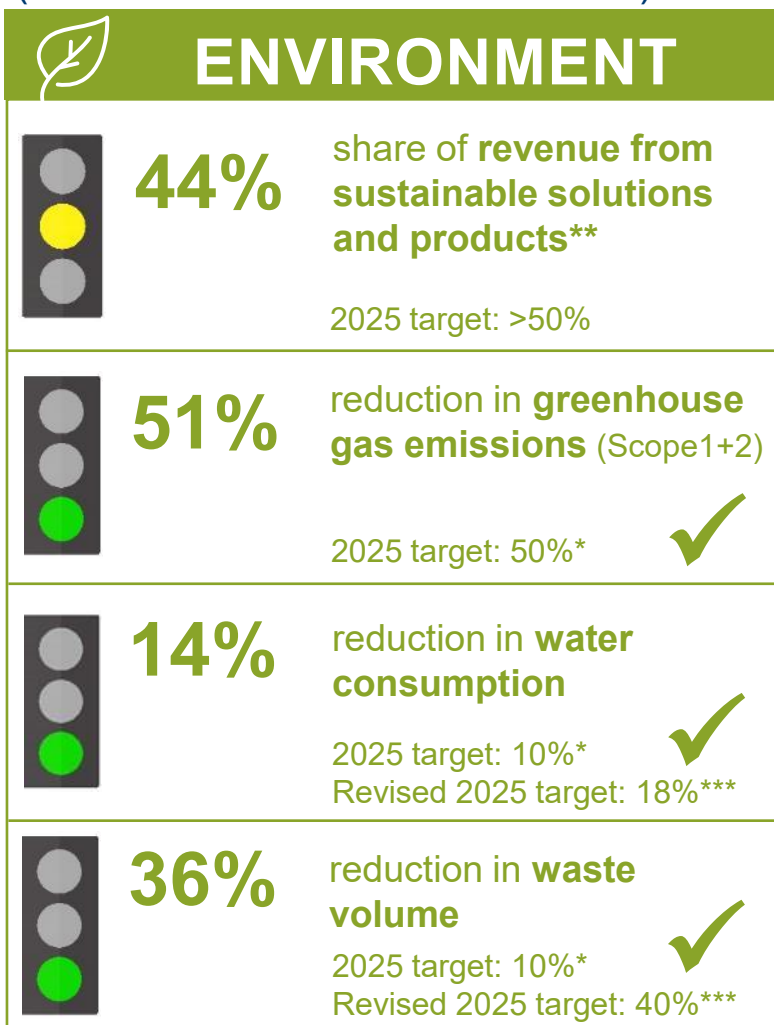 ENVIRONMENT
44%
share of revenue from
sustainable solutions
and products**
2025 target: >50%
51%
reduction in greenhouse
gas emissions (Scope1+2)
2025 target: 50%*
14%
reduction in water
consumption
2025 target: 10%*
Revised 2025 target: 18%***
36%
reduction in waste
volume
2025 target: 10%*
Revised 2025 target: 40%***